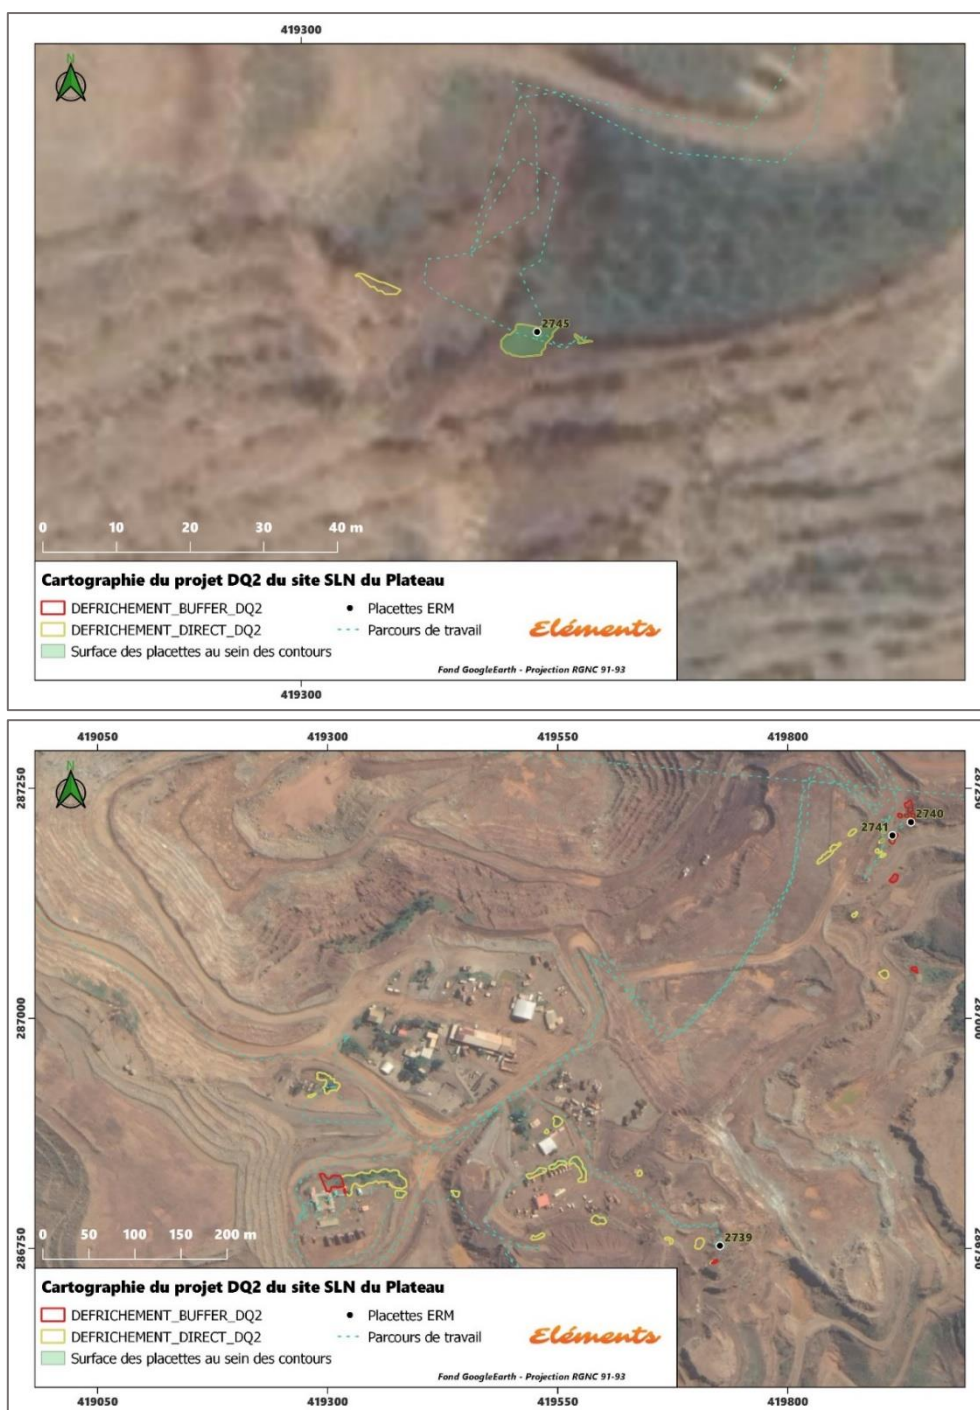 419300
N
2745
0 10 20 30 40 m
Cartographie du projet DQ2 du site SLN du Plateau
DEFRICHEMENT_BUFFER_DQ2
Placettes ERM
DEFRICHEMENT_DIRECT_DQ2
Parcours de travail
Eléments
Surface des placettes au sein des contours
Fond GoogleEarth - Projection RGNC 91-93
419300
419050 419300 419550 419800
N
287250
287250
2740
2741
287000
287000
2739
0 50 100 150 200 m
286750
286750
Cartographie du projet DQ2 du site SLN du Plateau
DEFRICHEMENT_BUFFER_DQ2
Placettes ERM
DEFRICHEMENT_DIRECT_DQ2
Parcours de travail
Eléments
Surface des placettes au sein des contours
Fond GoogleEarth - Projection RGNC 91-93
419050 419300 419550 419800